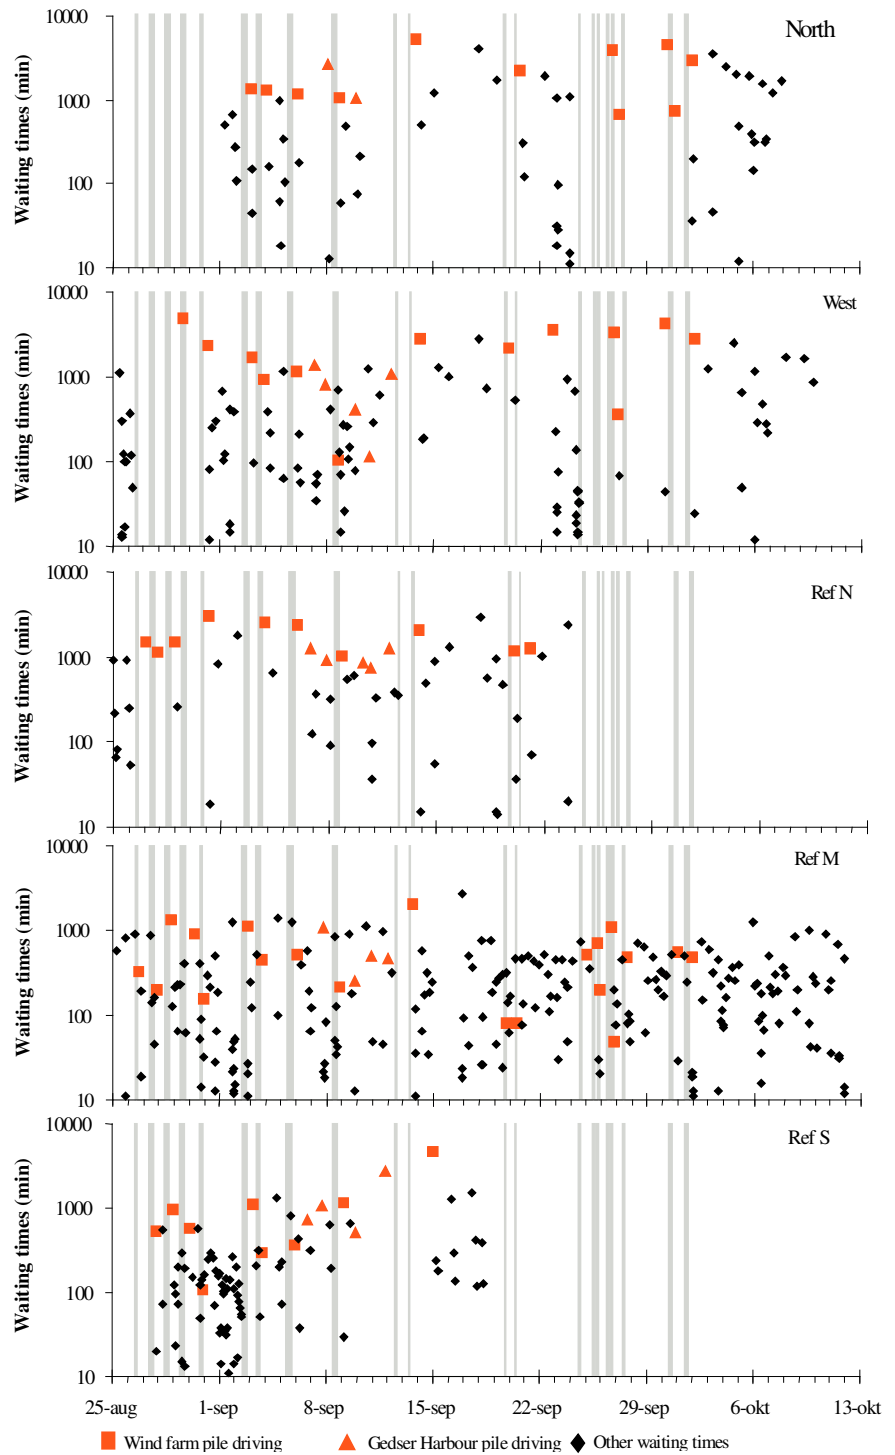 North
Waiting times (min)
10000
1000
100
10
West
Waiting times (min)
10000
1000
100
10
Ref N
Waiting times (min)
10000
1000
100
10
Ref M
Waiting times (min)
10000
1000
100
10
Ref S
Waiting times (min)
10000
1000
100
10
25-aug 1-sep 8-sep 15-sep 22-sep 29-sep 6-okt 13-okt
Wind farm pile driving Gedser Harbour pile driving Other waiting times